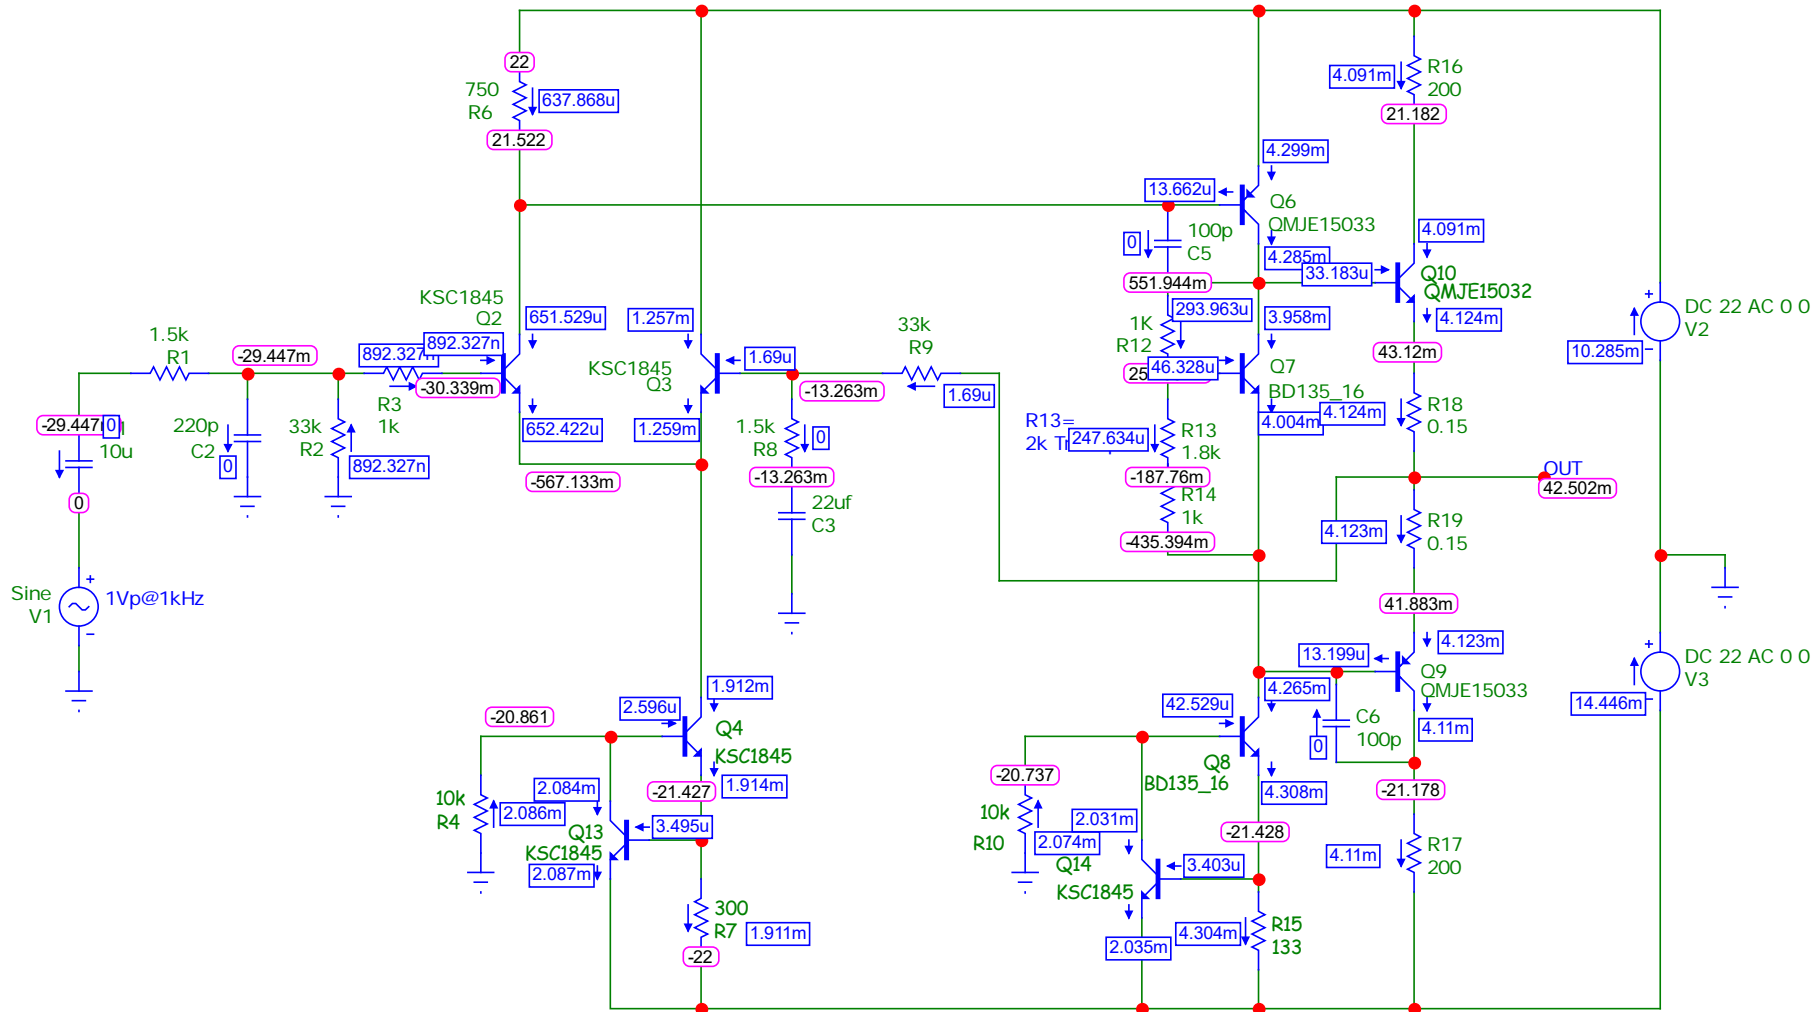 22
750
R6
637.868u
21.522
KSC1845
Q2
651.529u
1.257m
1.5k
R1
-29.447m
892.327n
892.327n
-30.339m
R3
1k
KSC1845
Q3
1.69u
33k
R9
-13.263m
1.69u
-29.447
0
10u
0
220p
C2
0
33k
R2
892.327n
652.422u
1.259m
-567.133m
1.5k
R8
0
-13.263m
22uf
C3
Sine
V1
1Vp@1kHz
4.091m
R16
200
21.182
4.299m
13.662u
Q6
QMJE15033
100p
C5
0
4.285m
4.091m
33.183u
Q10
QMJE15032
551.944m
293.963u
3.958m
4.124m
1K
R12
43.12m
25
46.328u
Q7
BD135_16
4.004m
4.124m
R18
0.15
R13=
2k
247.634u
R13
1.8k
-187.76m
R14
1k
-435.394m
OUT
42.502m
4.123m
R19
0.15
41.883m
4.123m
13.199u
Q9
QMJE15033
DC 22 AC 0 0
V2
10.285m
DC 22 AC 0 0
V3
14.446m
1.912m
2.596u
-20.861
Q4
KSC1845
1.914m
-21.427
2.084m
10k
R4
2.086m
Q13
KSC1845
3.495u
2.087m
300
R7
1.911m
-22
42.529u
4.265m
C6
100p
0
4.11m
-20.737
Q8
BD135_16
4.308m
-21.178
10k
R10
2.074m
2.031m
-21.428
Q14
KSC1845
3.403u
4.11m
R17
200
2.035m
4.304m
R15
133